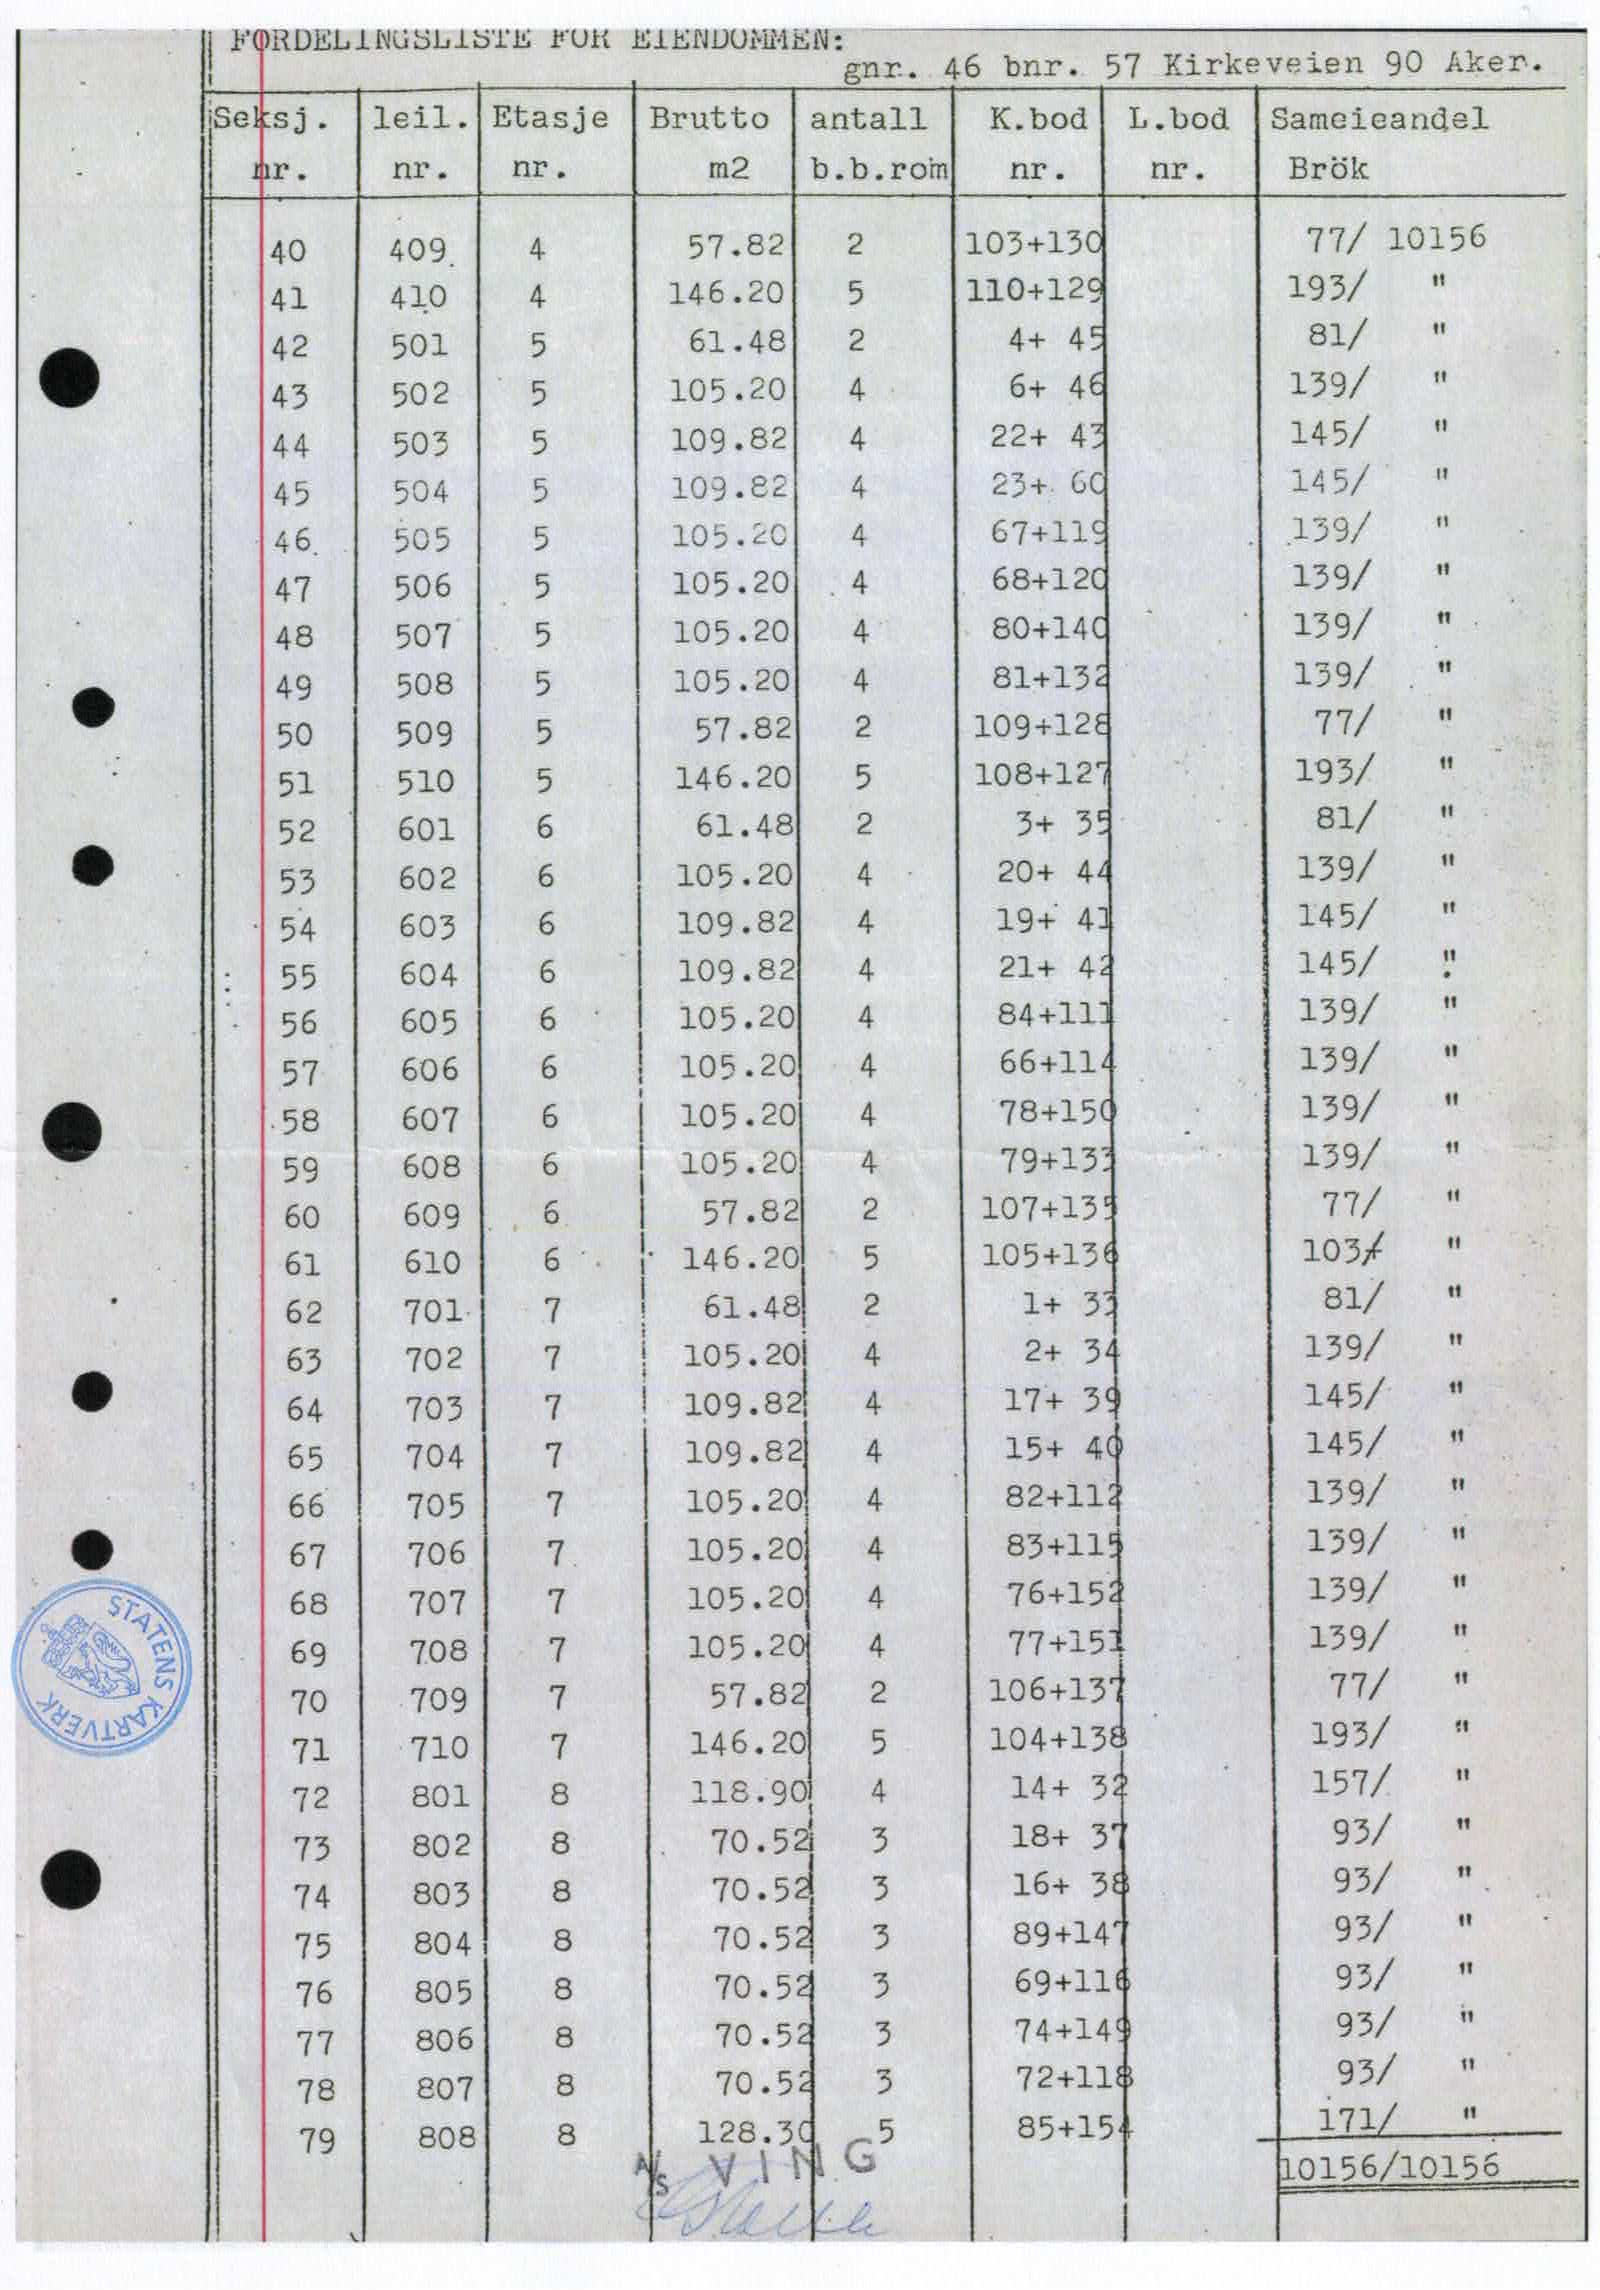 FORDELINGSLISTE FOR EIENDOMMEN:
gnr. 46 bnr. 57 Kirkeveien 90 Aker.
Seksj. leil. Etasje Brutto antall K.bod L.bod Sameieandel
nr. nr. nr. m2 b.b.rom nr. nr. Brök
40 409 4 57.82 2 103+130 77/ 10156
41 410 4 146.20 5 110+129 193/ "
42 501 5 61.48 2 4+ 45 81/ "
43 502 5 105.20 4 6+ 46 139/ "
44 503 5 109.82 4 22+ 43 145/ "
45 504 5 109.82 4 23+ 60 145/ "
46 505 5 105.20 4 67+119 139/ "
47 506 5 105.20 4 68+120 139/ "
48 507 5 105.20 4 80+140 139/ "
49 508 5 105.20 4 81+132 139/ "
50 509 5 57.82 2 109+128 77/ "
51 510 5 146.20 5 108+127 193/ "
52 601 6 61.48 2 3+ 35 81/ "
53 602 6 105.20 4 20+ 44 139/ "
54 603 6 109.82 4 19+ 41 145/ "
55 604 6 109.82 4 21+ 42 145/ "
56 605 6 105.20 4 84+111 139/ "
57 606 6 105.20 4 66+114 139/ "
58 607 6 105.20 4 78+150 139/ "
59 608 6 105.20 4 79+133 139/ "
60 609 6 57.82 2 107+135 77/ "
61 610 6 146.20 5 105+136 103/ "
62 701 7 61.48 2 1+ 33 81/ "
63 702 7 105.20 4 2+ 34 139/ "
64 703 7 109.82 4 17+ 39 145/ "
65 704 7 109.82 4 15+ 40 145/ "
66 705 7 105.20 4 82+112 139/ "
67 706 7 105.20 4 83+115 139/ "
68 707 7 105.20 4 76+152 139/ "
69 708 7 105.20 4 77+151 139/ "
70 709 7 57.82 2 106+137 77/ "
71 710 7 146.20 5 104+138 193/ "
72 801 8 118.90 4 14+ 32 157/ "
73 802 8 70.52 3 18+ 37 93/ "
74 803 8 70.52 3 16+ 38 93/ "
75 804 8 70.52 3 89+147 93/ "
76 805 8 70.52 3 69+116 93/ "
77 806 8 70.52 3 74+149 93/ "
78 807 8 70.52 3 72+118 93/ "
79 808 8 128.30 5 85+154 171/ "
10156/10156
A/S VING
STATENS KARTVERK